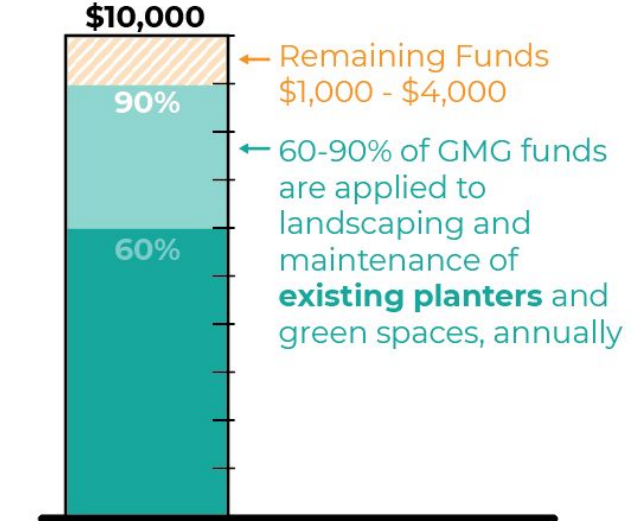 $10,000
Remaining Funds
$1,000 - $4,000
90%
60-90% of GMG funds
are applied to
landscaping and
maintenance of
existing planters and
green spaces, annually
60%